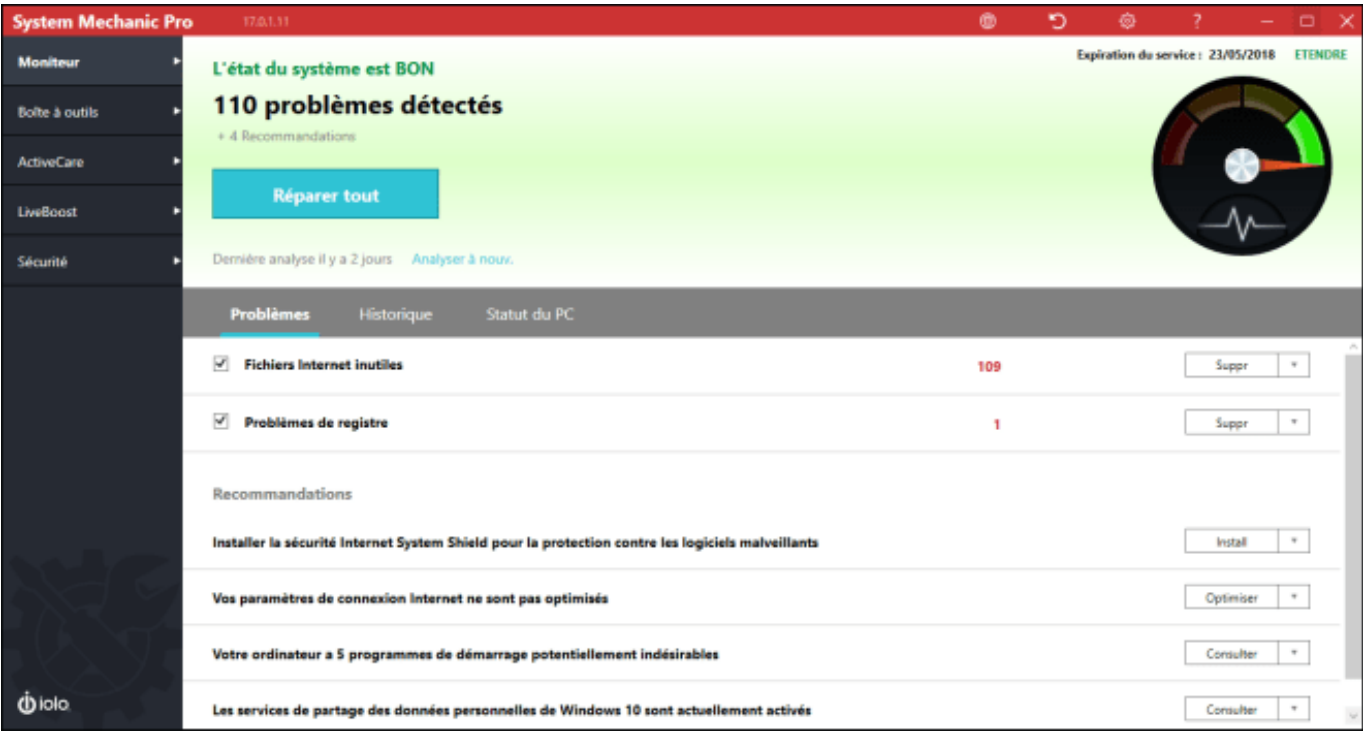 System Mechanic Pro 17.0.1.11 ?
Expiration du service : 23/05/2018 ETENDRE
Moniteur
Boîte à outils
ActiveCare
LiveBoost
Sécurité
L'état du système est BON
110 problèmes détectés
+ 4 Recommandations
Réparer tout
Dernière analyse il y a 2 jours Analyser à nouv.
Problèmes Historique Statut du PC
Fichiers Internet inutiles 109 Suppr
Problèmes de registre 1 Suppr
Recommandations
Installer la sécurité Internet System Shield pour la protection contre les logiciels malveillants Install
Vos paramètres de connexion Internet ne sont pas optimisés Optimiser
Votre ordinateur a 5 programmes de démarrage potentiellement indésirables Consulter
Les services de partage des données personnelles de Windows 10 sont actuellement activés Consulter
iolo